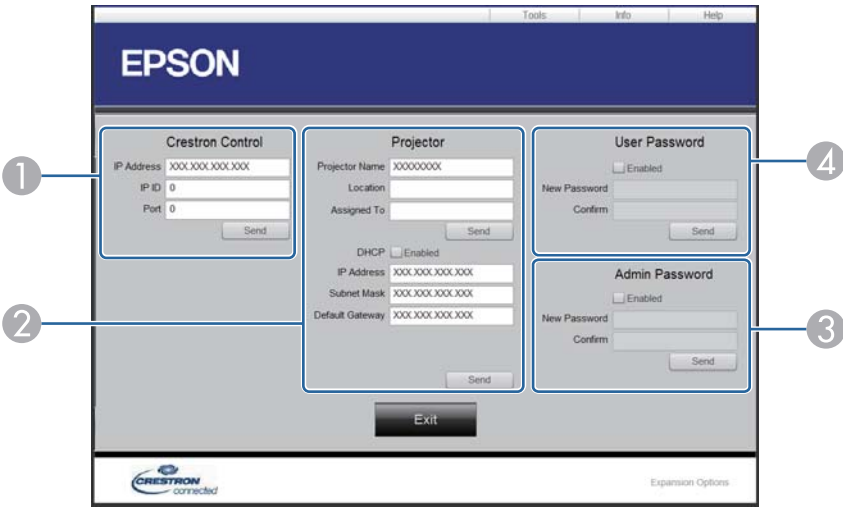 Tools Info Help
EPSON
1
Crestron Control
IP Address XXX.XXX.XXX.XXX
IP ID 0
Port 0
Send
2
Projector
Projector Name XXXXXXXX
Location
Assigned To
Send
DHCP Enabled
IP Address XXX.XXX.XXX.XXX
Subnet Mask XXX.XXX.XXX.XXX
Default Gateway XXX.XXX.XXX.XXX
Send
4
User Password
Enabled
New Password
Confirm
Send
3
Admin Password
Enabled
New Password
Confirm
Send
Exit
CRESTRON
connected
Expansion Options